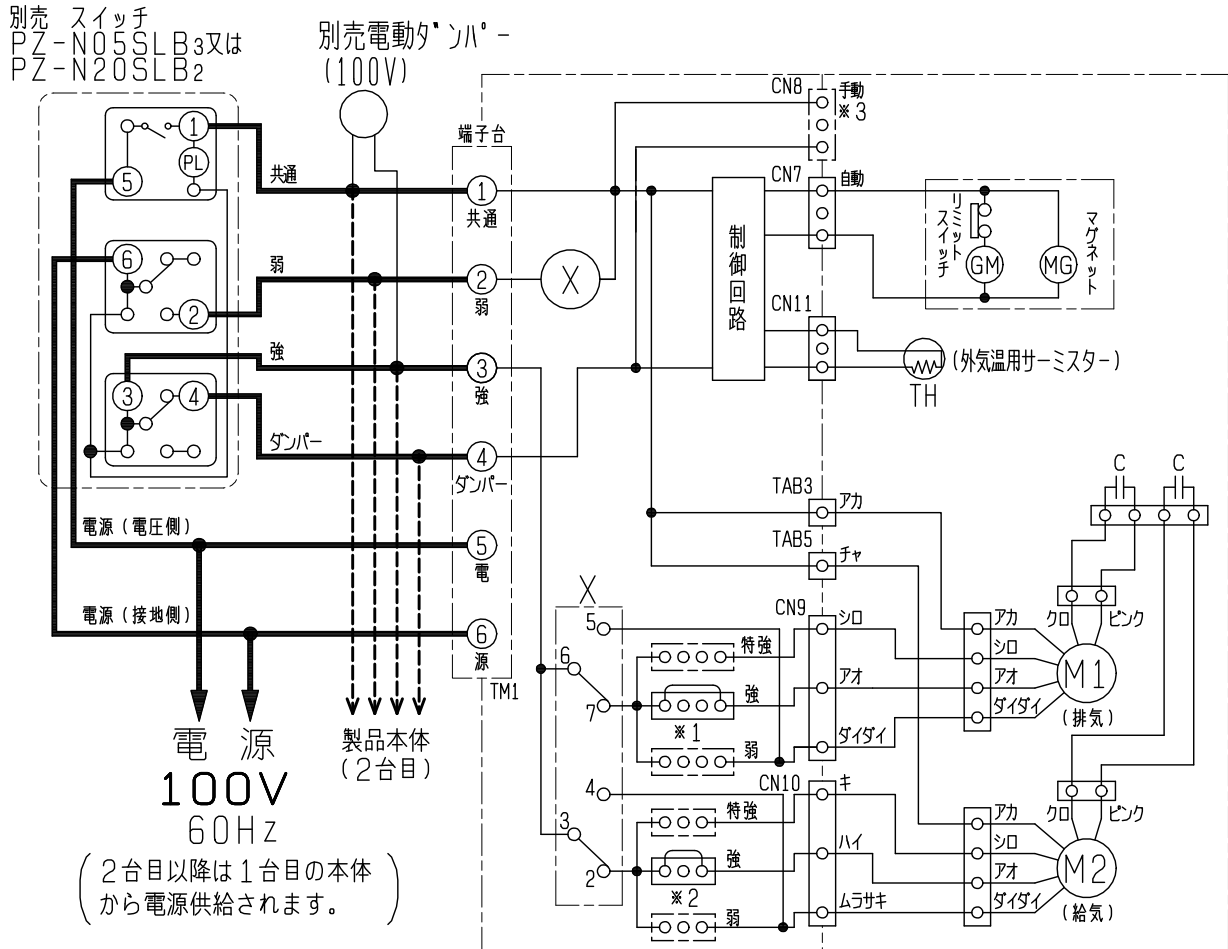 別売 スイッチ
PZ-N05SLB3又は
PZ-N20SLB2
別売電動ダンパー
(100V)
1
PL
5
6
2
3
4
共通
弱
強
ダンパー
電源(電圧側)
電源(接地側)
電 源
100V
60Hz
2台目以降は1台目の本体
から電源供給されます。
製品本体
(2台目)
端子台
1
共通
2
弱
3
強
4
ダンパー
5
電
6
源
TM1
X
CN8
手動
※3
CN7
自動
制御回路
CN11
リミット
スイッチ
GM
MG
マグネット
TH
(外気温用サーミスター)
TAB3
アカ
TAB5
チャ
X
5
6
7
4
3
2
特強
強
※1
弱
特強
強
※2
弱
CN9
シロ
アオ
ダイダイ
CN10
キ
ハイ
ムラサキ
C
C
クロ
ピンク
アカ
シロ
アオ
ダイダイ
M1
(排気)
クロ
ピンク
アカ
シロ
アオ
ダイダイ
M2
(給気)